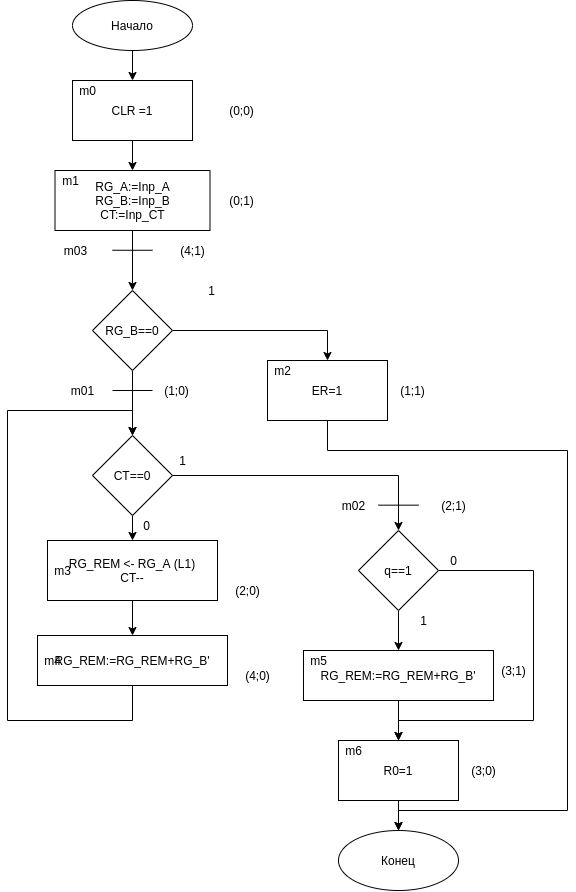 Начало
m0
CLR =1
(0;0)
m1
RG_A:=Inp_A
RG_B:=Inp_B
CT:=Inp_CT
(0;1)
m03
(4;1)
1
RG_B==0
m2
ER=1
(1;1)
m01
(1;0)
CT==0
1
0
m02
(2;1)
m3
RG_REM <- RG_A (L1)
CT--
(2;0)
q==1
0
1
m4
RG_REM:=RG_REM+RG_B'
(4;0)
m5
RG_REM:=RG_REM+RG_B'
(3;1)
m6
R0=1
(3;0)
Конец